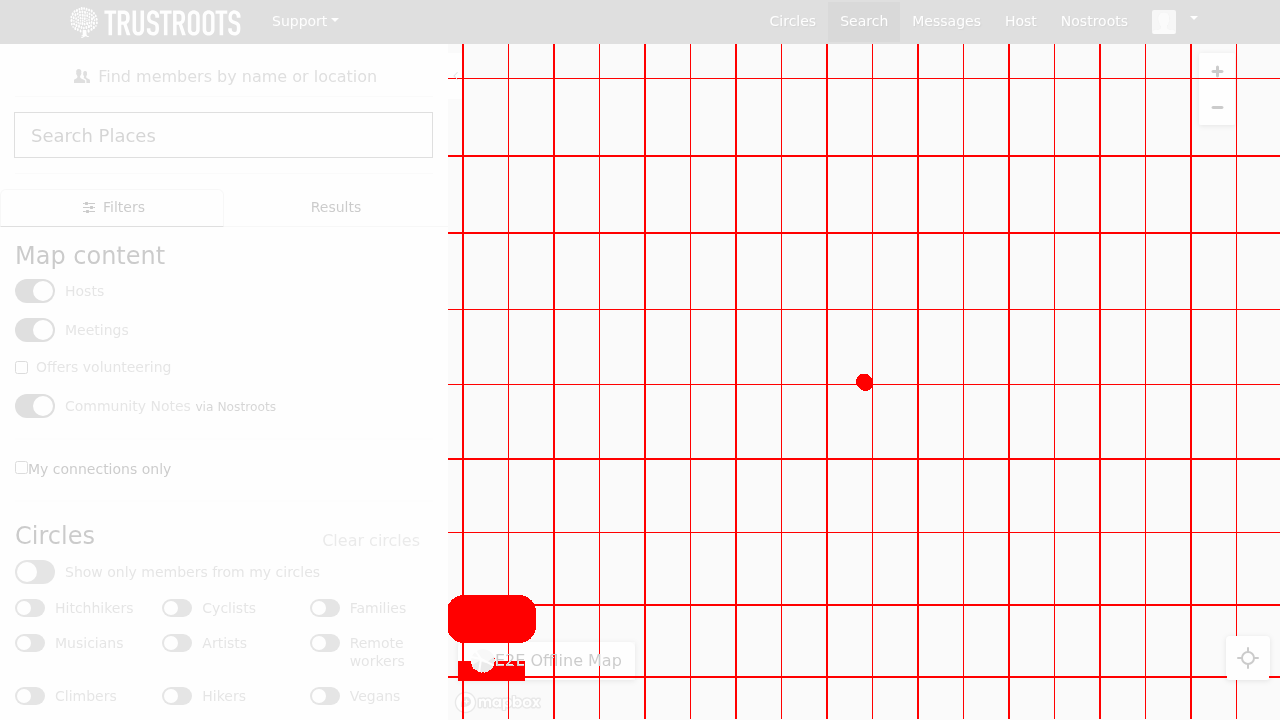 TRUSTROOTS Support Circles Search Messages Host Nostroots
Find members by name or location
Search Places
Filters Results
Map content
Hosts
Meetings
Offers volunteering
Community Notes via Nostroots
My connections only
Circles Clear circles
Show only members from my circles
Hitchhikers Cyclists Families
Musicians Artists Remote workers
Climbers Hikers Vegans
E2E Offline Map
mapbox